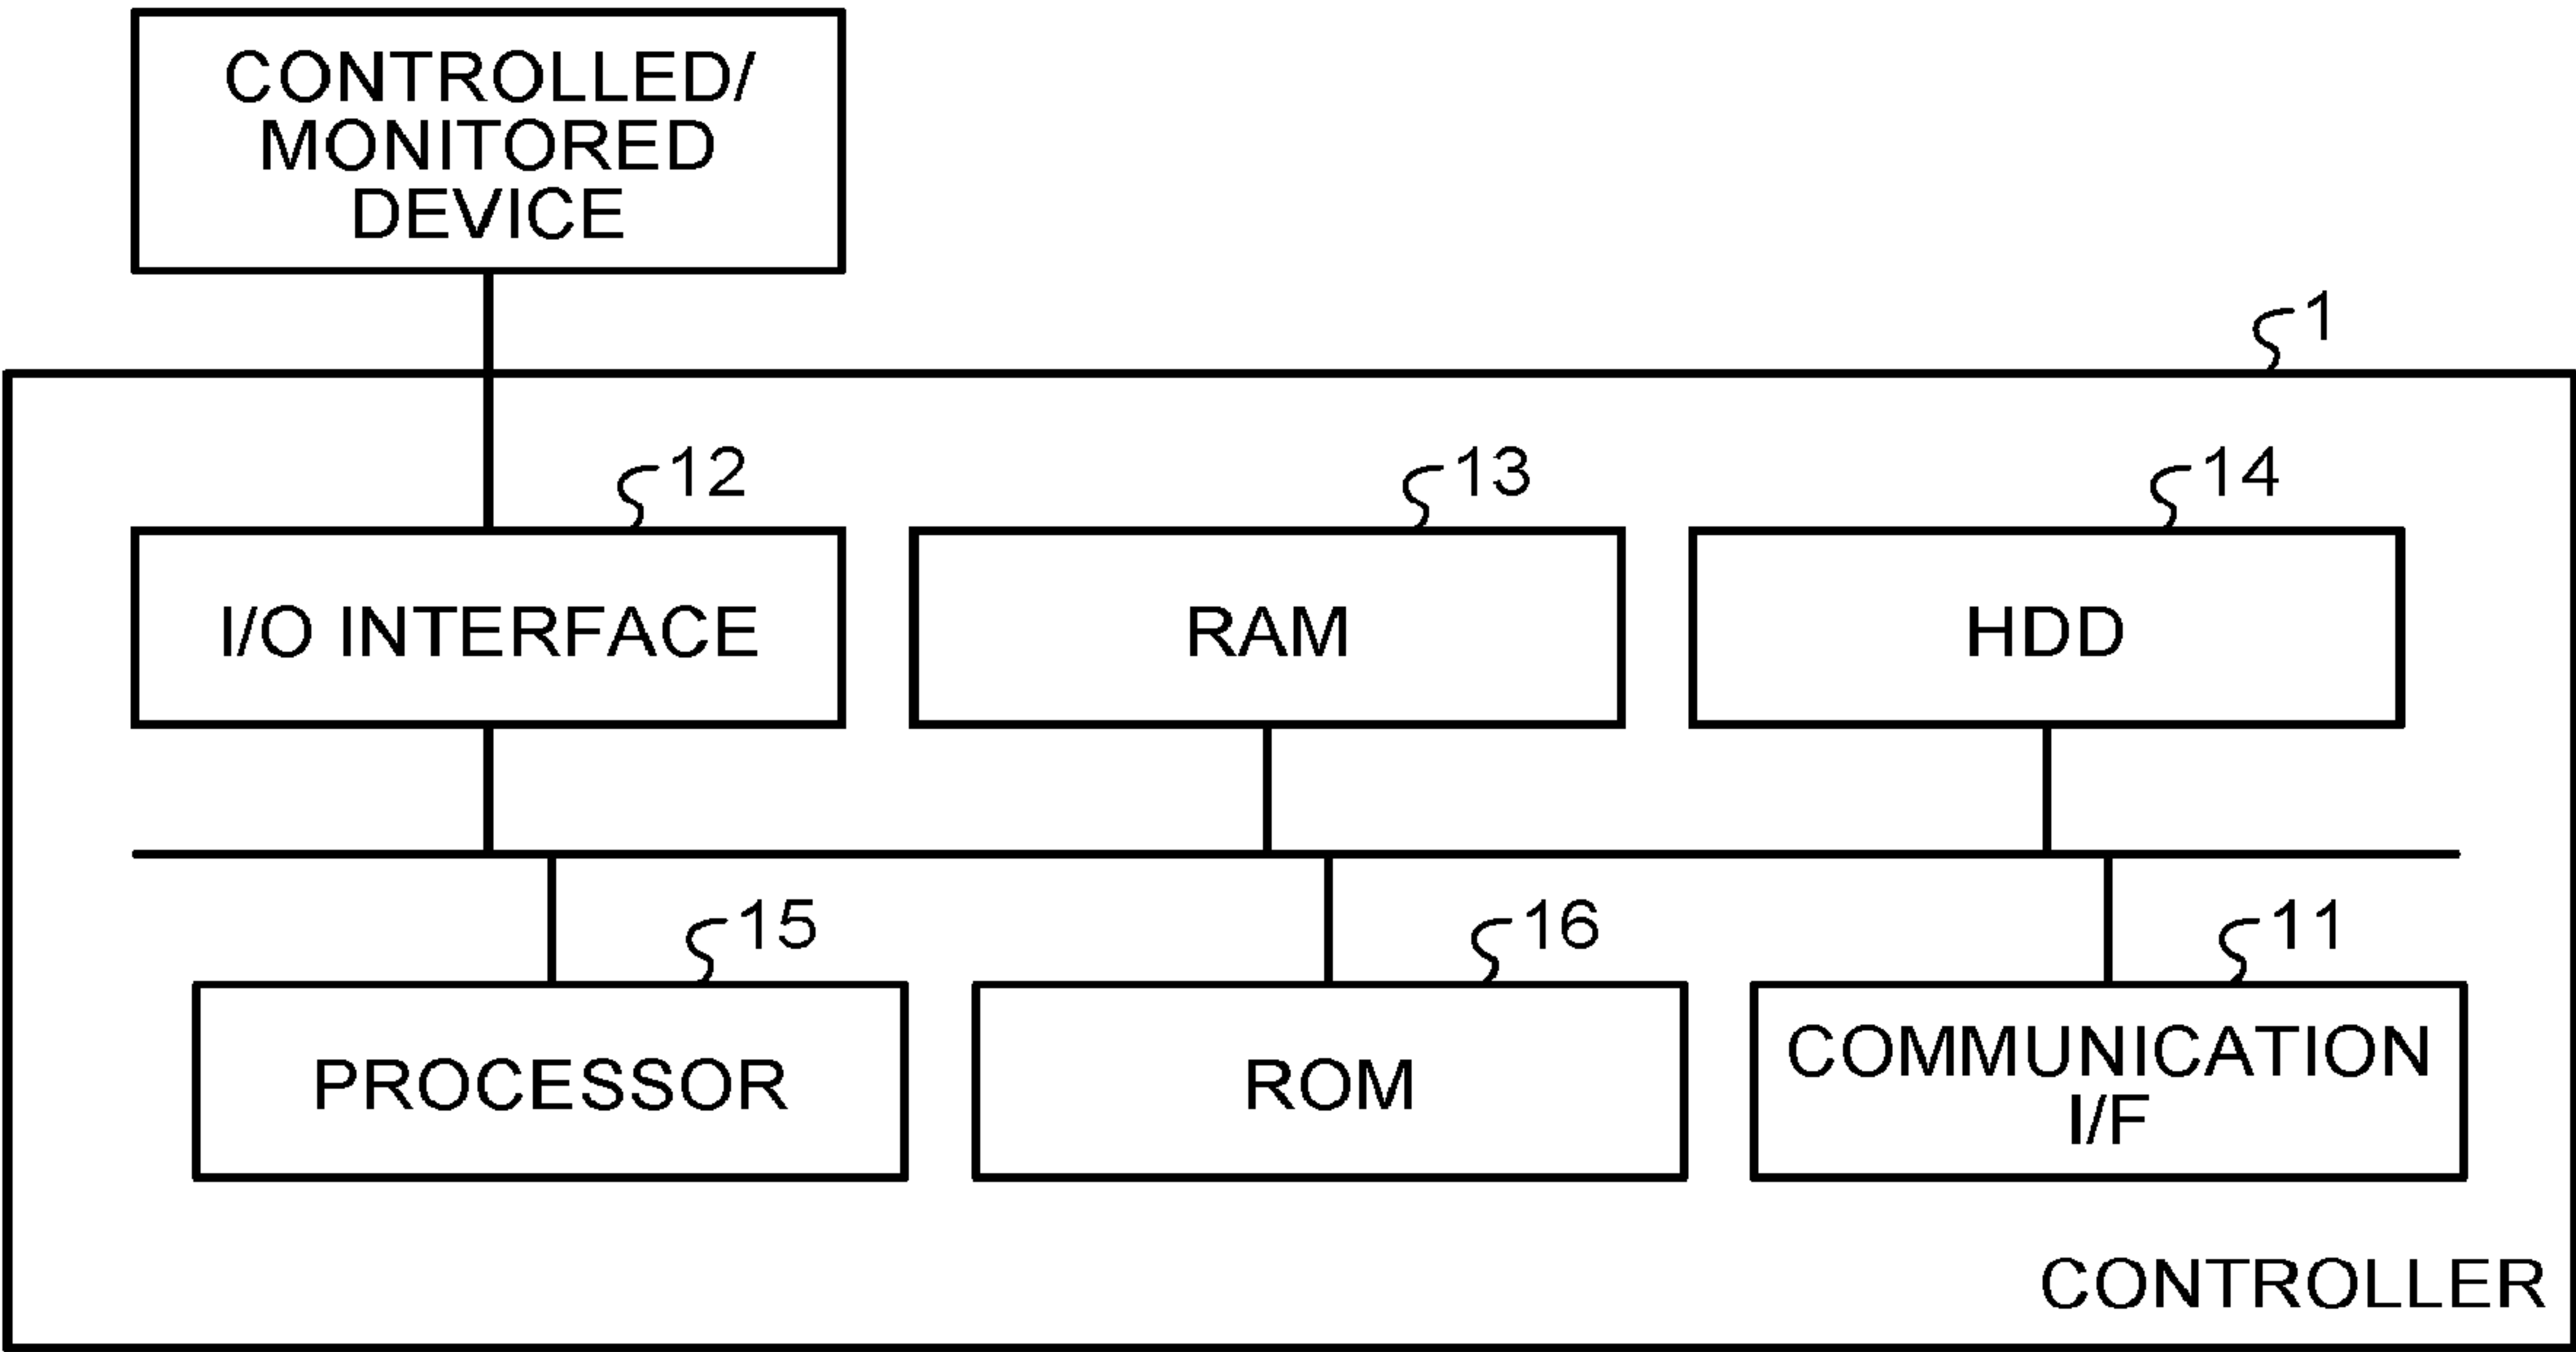 CONTROLLED/
MONITORED
DEVICE
1
12
13
14
I/O INTERFACE
RAM
HDD
15
16
11
PROCESSOR
ROM
COMMUNICATION
I/F
CONTROLLER